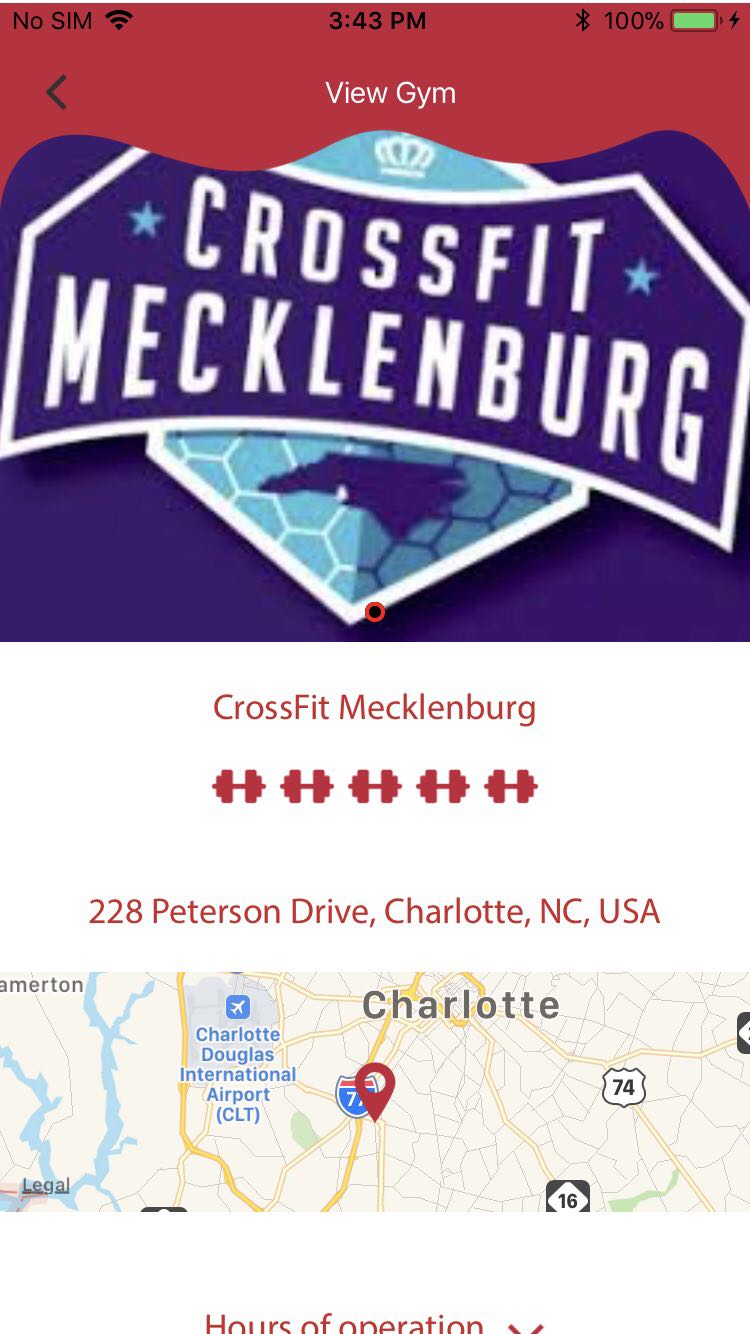 No SIM 3:43 PM 100%
View Gym
CROSSFIT
MECKLENBURG
CrossFit Mecklenburg
228 Peterson Drive, Charlotte, NC, USA
amerton
Charlotte
Charlotte
Douglas
International
Airport
(CLT)
77
74
Legal
16
Hours of operation